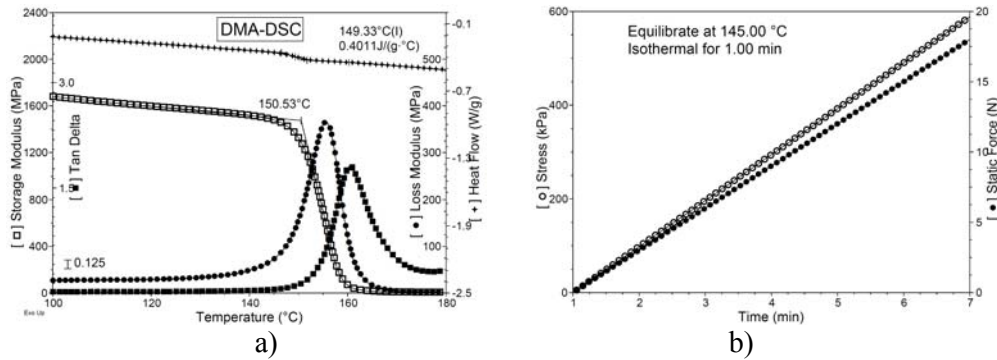 DMA-DSC
149.33°C(I)
0.4011J/(g·°C)
150.53°C
0.125
2400
2000
1600
1200
800
400
0
[ □ ] Storage Modulus (MPa)
3.0
1.5
[ ■ ] Tan Delta
500
400
300
200
100
0
[ ● ] Loss Modulus (MPa)
-0.1
-0.7
-1.9
-2.5
[ + ] Heat Flow (W/g)
100
120
140
160
180
Exo Up
Temperature (°C)
a)
Equilibrate at 145.00 °C
Isothermal for 1.00 min
600
400
200
0
[ o ] Stress (kPa)
20
15
10
5
0
[ ● ] Static Force (N)
1
2
3
4
5
6
7
Time (min)
b)